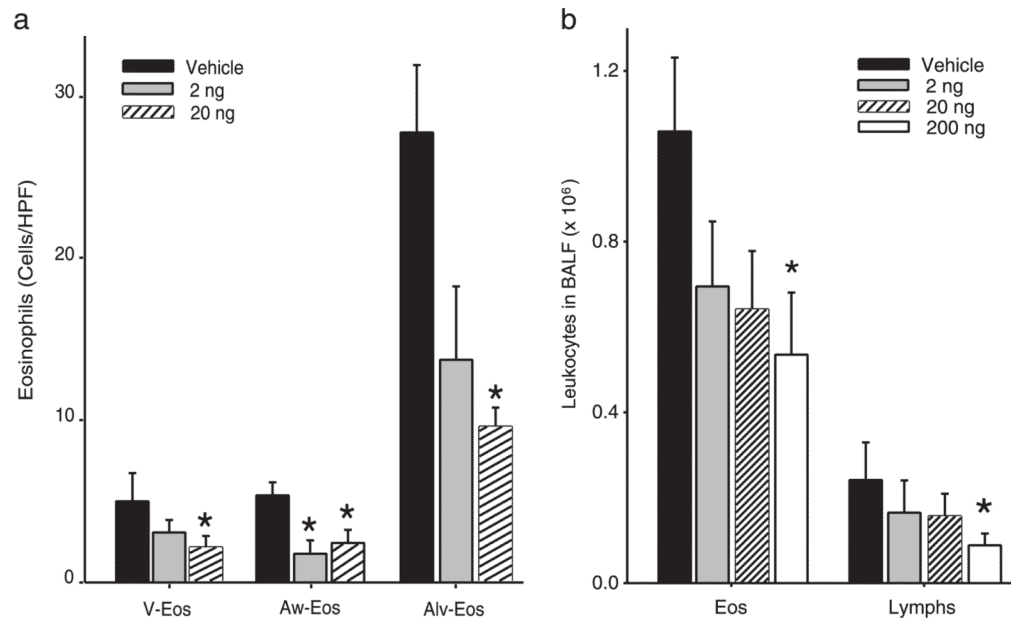 a
Vehicle
2 ng
20 ng
Eosinophils (Cells/HPF)
30
20
10
0
* * * *
V-Eos Aw-Eos Alv-Eos
b
Vehicle
2 ng
20 ng
200 ng
Leukocytes in BALF (x 10⁶)
1.2
0.8
0.4
0.0
* *
Eos Lymphs